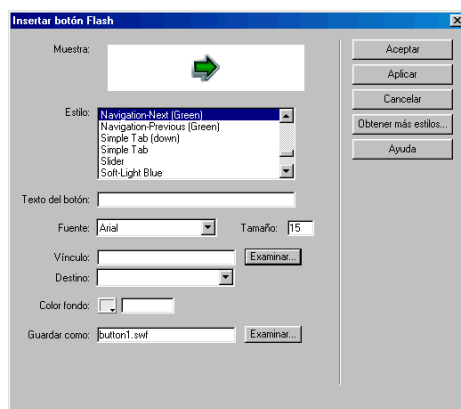 Insertar botón Flash
Muestra:
Aceptar
Aplicar
Cancelar
Obtener más estilos...
Ayuda
Estilo:
Navigation-Next (Green)
Navigation-Previous (Green)
Simple Tab (down)
Simple Tab
Slider
Soft-Light Blue
Texto del botón:
Fuente: Arial
Tamaño: 15
Vínculo:
Examinar...
Destino:
Color fondo:
Guardar como: button1.swf
Examinar...